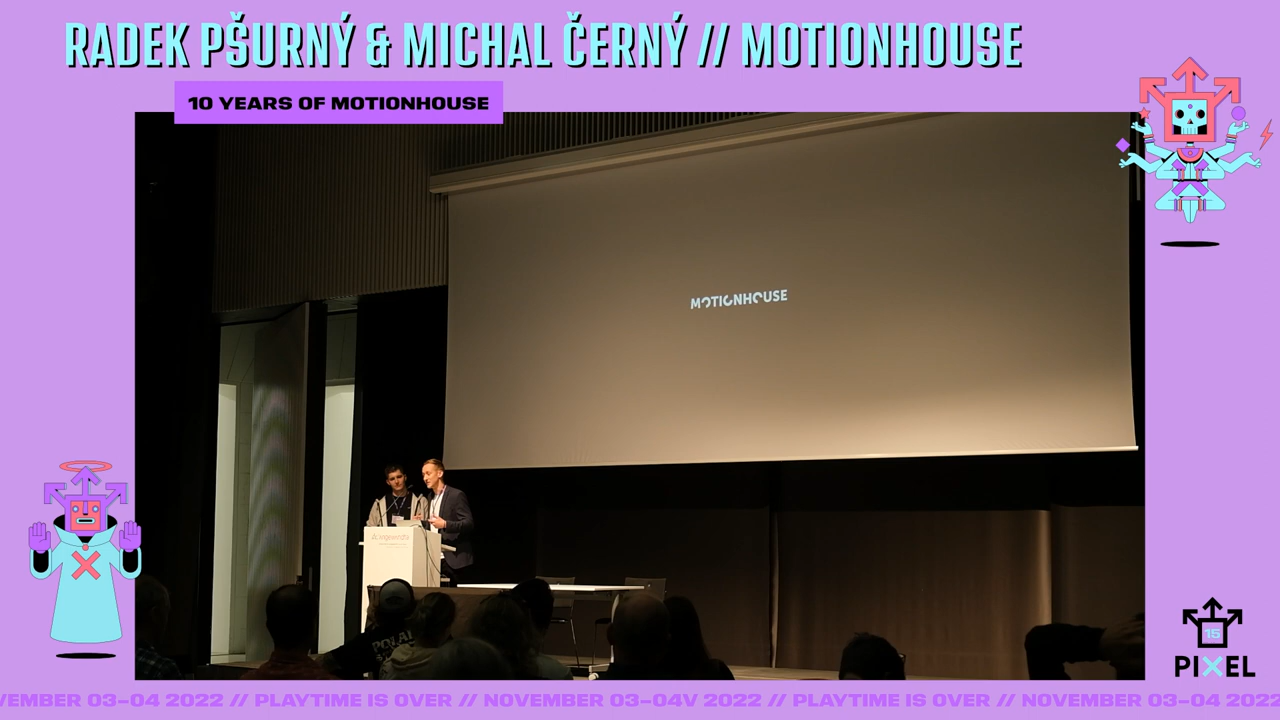 RADEK PŠURNÝ & MICHAL ČERNÝ // MOTIONHOUSE
10 YEARS OF MOTIONHOUSE
MOTIONHOUSE
POLAR
15
PIXEL
VEMBER 03-04 2022 // PLAYTIME IS OVER // NOVEMBER 03-04V 2022 // PLAYTIME IS OVER // NOVEMBER 03-04 2022